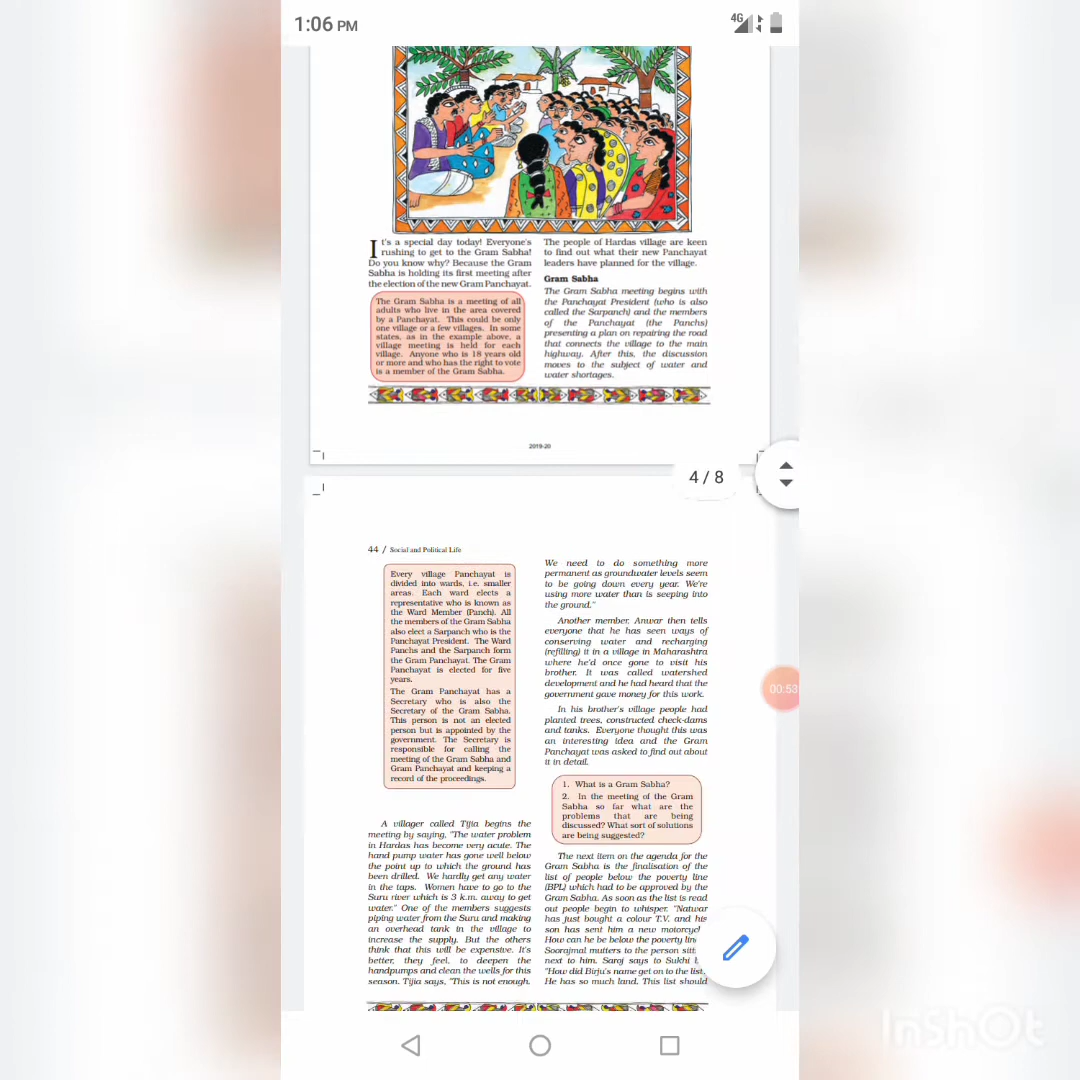 1:06 PM
4G
It's a special day today! Everyone's
rushing to get to the Gram Sabha!
Do you know why? Because the Gram
Sabha is holding its first meeting after
the election of the new Gram Panchayat.
The Gram Sabha is a meeting of all
adults who live in the area covered
by a Panchayat. This could be only
one village or a few villages. In some
states, as in the example above, a
village meeting is held for each
village. Anyone who is 18 years old
or more and who has the right to vote
is a member of the Gram Sabha.
The people of Hardas village are keen
to find out what their new Panchayat
leaders have planned for the village.
Gram Sabha
The Gram Sabha meeting begins with
the Panchayat President (who is also
called the Sarpanch) and the members
of the Panchayat (the Panchs)
presenting a plan on repairing the road
that connects the village to the main
highway. After this, the discussion
moves to the subject of water and
water shortages.
2019-20
4 / 8
44 / Social and Political Life
Every village Panchayat is
divided into wards, i.e. smaller
areas. Each ward elects a
representative who is known as
the Ward Member (Panch). All
the members of the Gram Sabha
also elect a Sarpanch who is the
Panchayat President. The Ward
Panchs and the Sarpanch form
the Gram Panchayat. The Gram
Panchayat is elected for five
years.
The Gram Panchayat has a
Secretary who is also the
Secretary of the Gram Sabha.
This person is not an elected
person but is appointed by the
government. The Secretary is
responsible for calling the
meeting of the Gram Sabha and
Gram Panchayat and keeping a
record of the proceedings.
A villager called Tijia begins the
meeting by saying, "The water problem
in Hardas has become very acute. The
hand pump water has gone well below
the point up to which the ground has
been drilled. We hardly get any water
in the taps. Women have to go to the
Suru river which is 3 k.m. away to get
water." One of the members suggests
piping water from the Suru and making
an overhead tank in the village to
increase the supply. But the others
think that this will be expensive. It's
better, they feel, to deepen the
handpumps and clean the wells for this
season. Tijia says, "This is not enough.
We need to do something more
permanent as groundwater levels seem
to be going down every year. We're
using more water than is seeping into
the ground."
Another member, Anwar then tells
everyone that he has seen ways of
conserving water and recharging
(refilling) it in a village in Maharashtra
where he'd once gone to visit his
brother. It was called watershed
development and he had heard that the
government gave money for this work.
In his brother's village people had
planted trees, constructed check-dams
and tanks. Everyone thought this was
an interesting idea and the Gram
Panchayat was asked to find out about
it in detail.
1. What is a Gram Sabha?
2. In the meeting of the Gram
Sabha so far what are the
problems that are being
discussed? What sort of solutions
are being suggested?
The next item on the agenda for the
Gram Sabha is the finalisation of the
list of people below the poverty line
(BPL) which had to be approved by the
Gram Sabha. As soon as the list is read
out people begin to whisper. "Natwar
has just bought a colour T.V. and his
son has sent him a new motorcycl
How can he be below the poverty line
Soorajmal mutters to the person sitti
next to him. Saroj says to Sukhi b
"How did Birju's name get on to the list.
He has so much land. This list should
00:53
InShOt